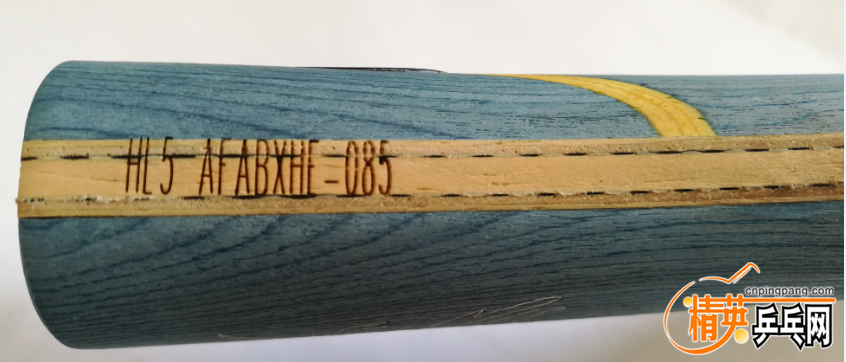 HL5 AFABXHE-085
cnpingpang.com
精英乒乓网